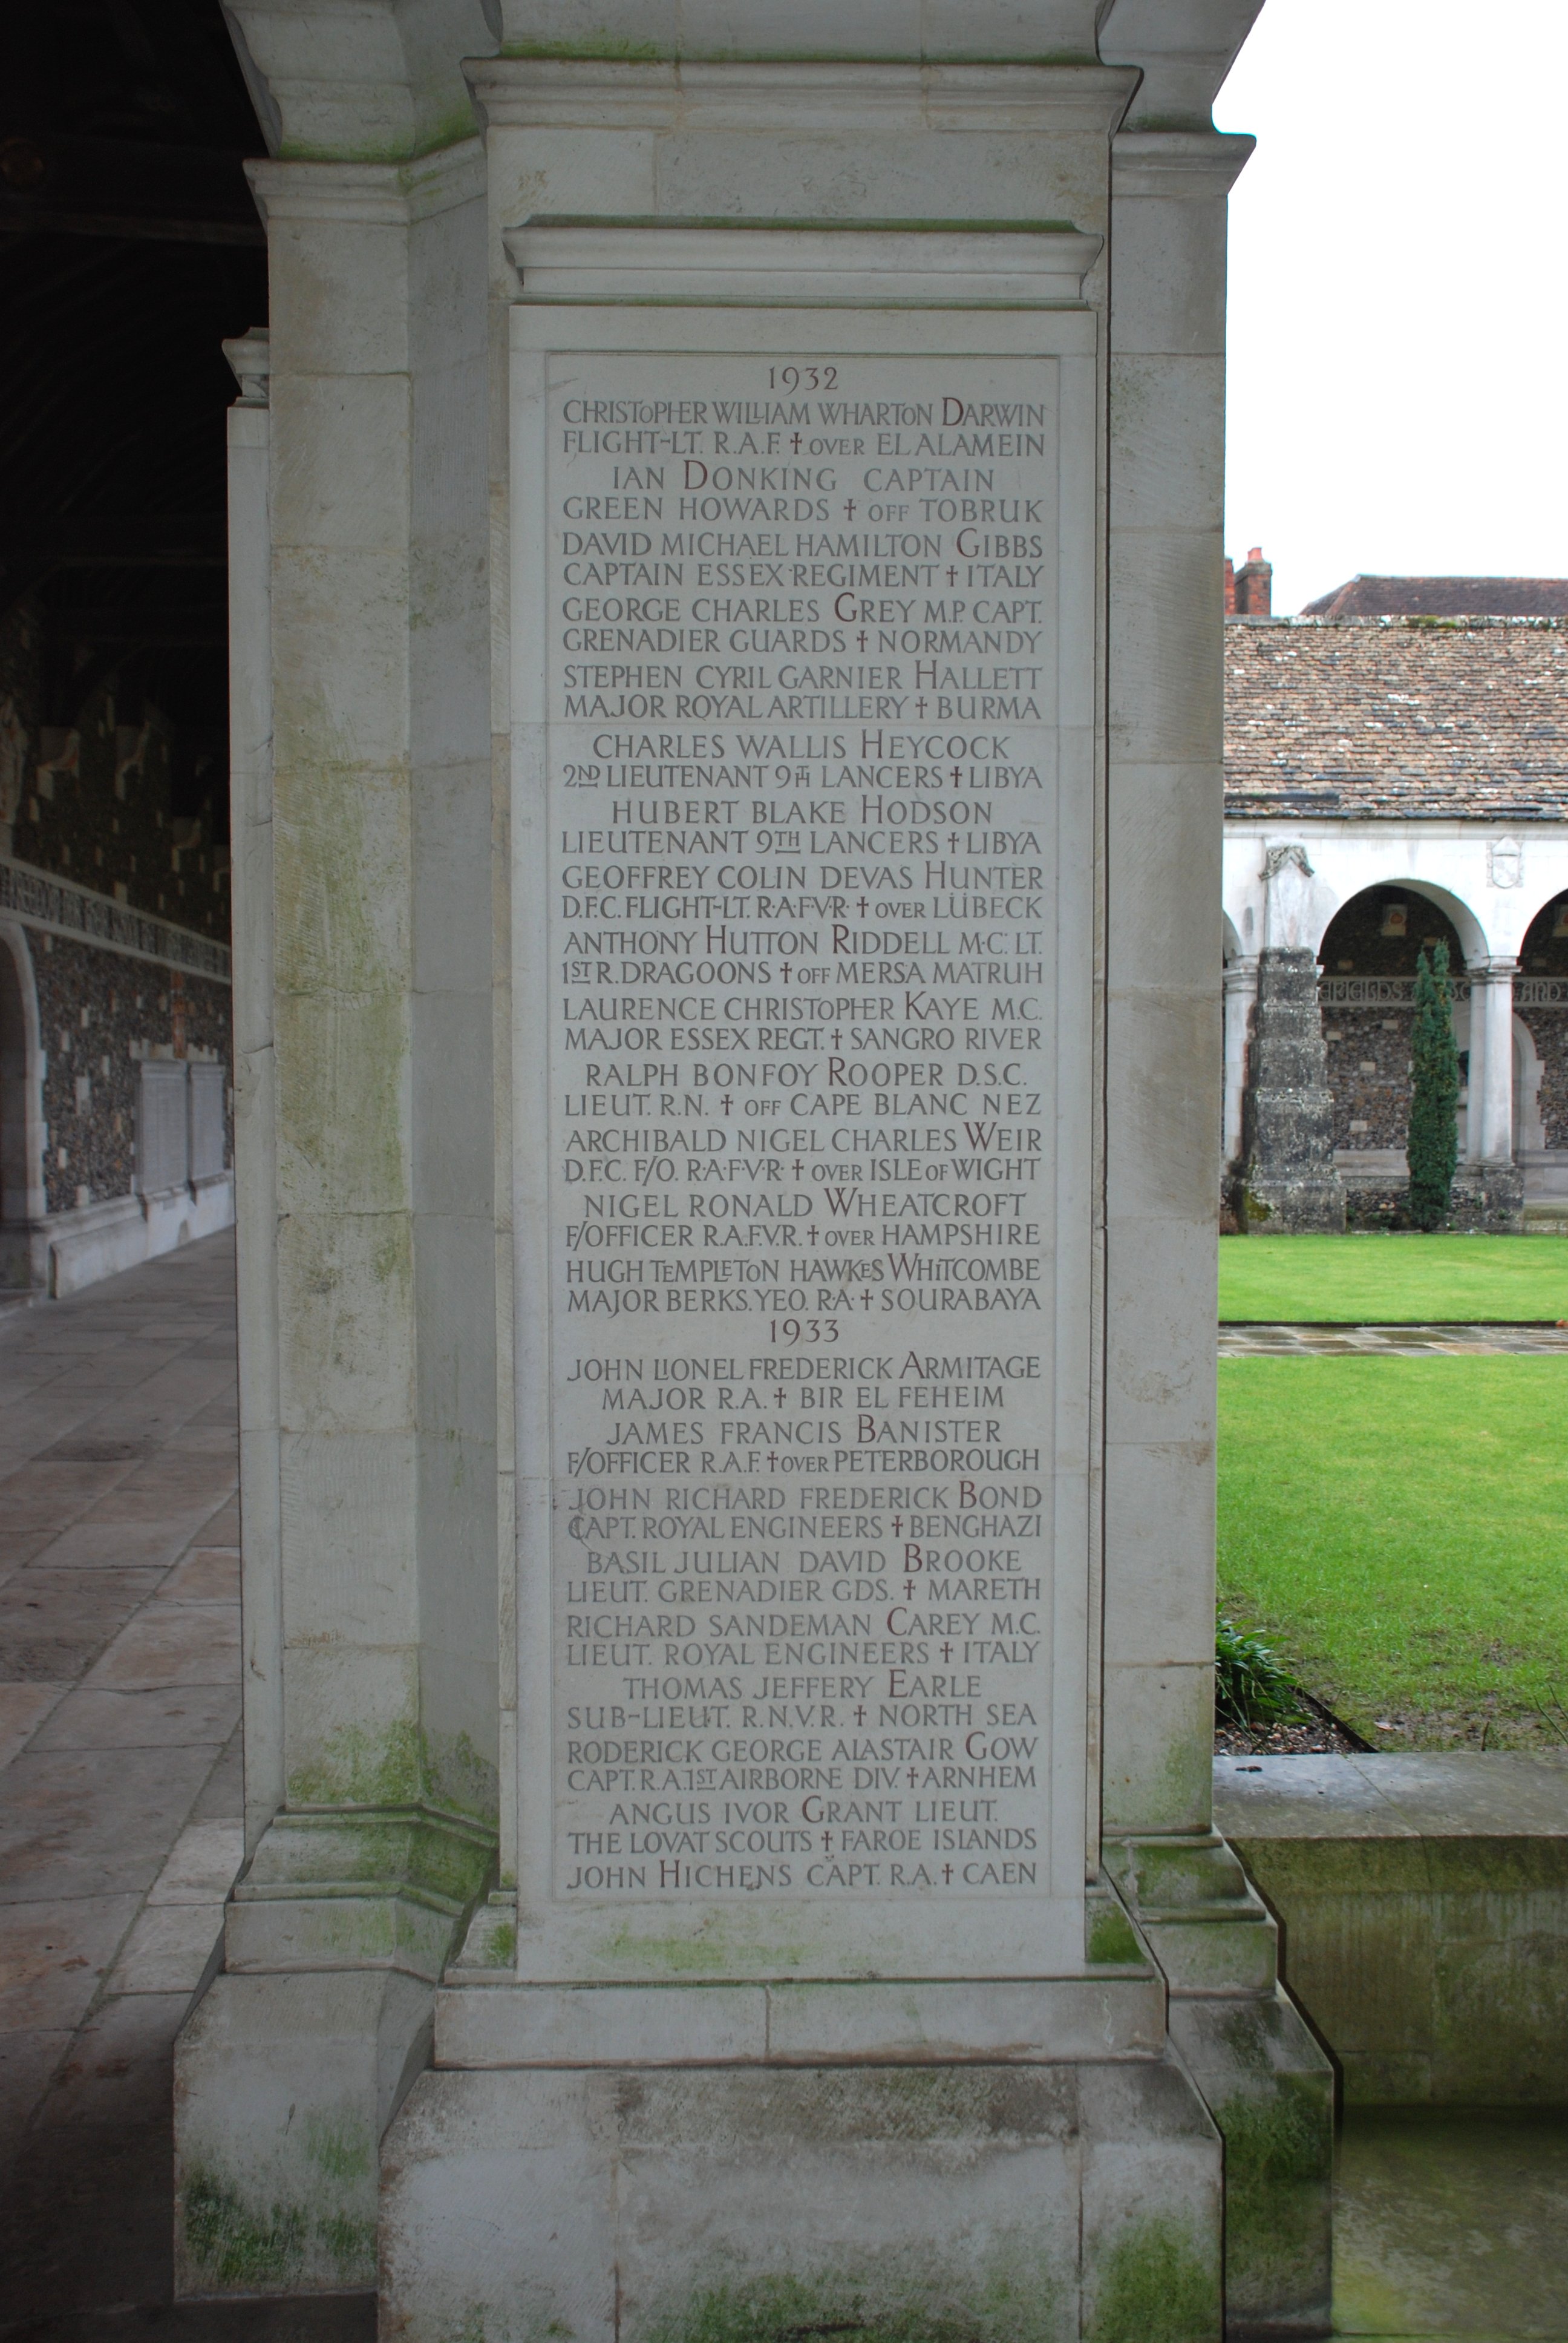 1932
CHRISTOPHER WILLIAM WHARTON DARWIN
FLIGHT-LT. R.A.F. † OVER EL ALAMEIN
IAN DONKING CAPTAIN
GREEN HOWARDS † OFF TOBRUK
DAVID MICHAEL HAMILTON GIBBS
CAPTAIN ESSEX REGIMENT † ITALY
GEORGE CHARLES GREY M.P. CAPT.
GRENADIER GUARDS † NORMANDY
STEPHEN CYRIL GARNIER HALLETT
MAJOR ROYAL ARTILLERY † BURMA
CHARLES WALLIS HEYCOCK
2ND LIEUTENANT 9TH LANCERS † LIBYA
HUBERT BLAKE HODSON
LIEUTENANT 9TH LANCERS † LIBYA
GEOFFREY COLIN DEVAS HUNTER
D.F.C. FLIGHT-LT. R·A·F·V·R· † OVER LÜBECK
ANTHONY HUTTON RIDDELL M·C· LT.
1ST R. DRAGOONS † OFF MERSA MATRUH
LAURENCE CHRISTOPHER KAYE M.C.
MAJOR ESSEX REGT. † SANGRO RIVER
RALPH BONFOY ROOPER D.S.C.
LIEUT. R.N. † OFF CAPE BLANC NEZ
ARCHIBALD NIGEL CHARLES WEIR
D.F.C. F/O. R·A·F·V·R· † OVER ISLE OF WIGHT
NIGEL RONALD WHEATCROFT
F/OFFICER R.A.F.V.R. † OVER HAMPSHIRE
HUGH TEMPLETON HAWKES WHITCOMBE
MAJOR BERKS. YEO. R·A· † SOURABAYA
1933
JOHN LIONEL FREDERICK ARMITAGE
MAJOR R.A. † BIR EL FEHEIM
JAMES FRANCIS BANISTER
F/OFFICER R.A.F. † OVER PETERBOROUGH
JOHN RICHARD FREDERICK BOND
CAPT. ROYAL ENGINEERS † BENGHAZI
BASIL JULIAN DAVID BROOKE
LIEUT. GRENADIER GDS. † MARETH
RICHARD SANDEMAN CAREY M.C.
LIEUT. ROYAL ENGINEERS † ITALY
THOMAS JEFFERY EARLE
SUB-LIEUT. R.N.V.R. † NORTH SEA
RODERICK GEORGE ALASTAIR GOW
CAPT. R.A. 1ST AIRBORNE DIV. † ARNHEM
ANGUS IVOR GRANT LIEUT.
THE LOVAT SCOUTS † FAROE ISLANDS
JOHN HICHENS CAPT. R.A. † CAEN